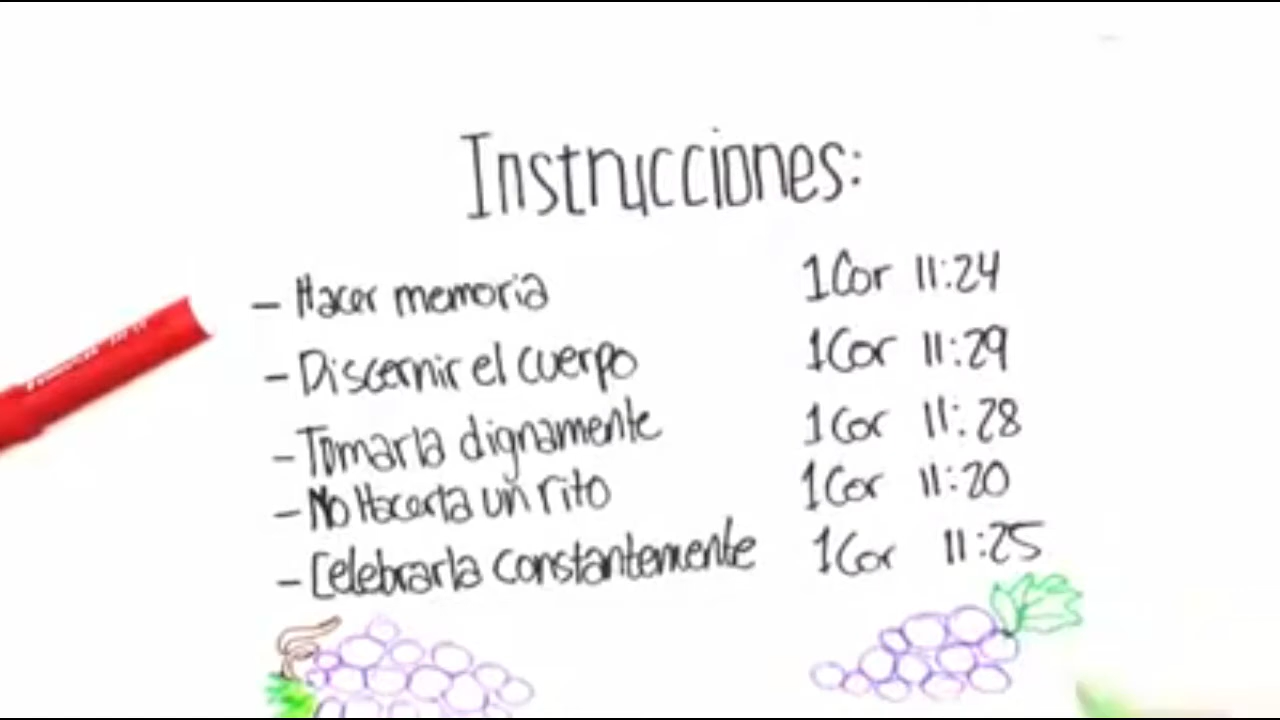 Instrucciones:
- Hacer memoria 1Cor 11:24
- Discernir el cuerpo 1Cor 11:29
- Tomarla dignamente 1Cor 11:28
- No Hacerla un rito 1Cor 11:20
- Celebrarla constantemente 1Cor 11:25